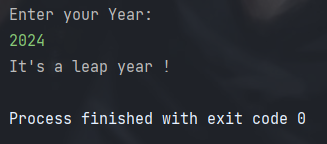 Enter your Year:
2024
It's a leap year !
Process finished with exit code 0